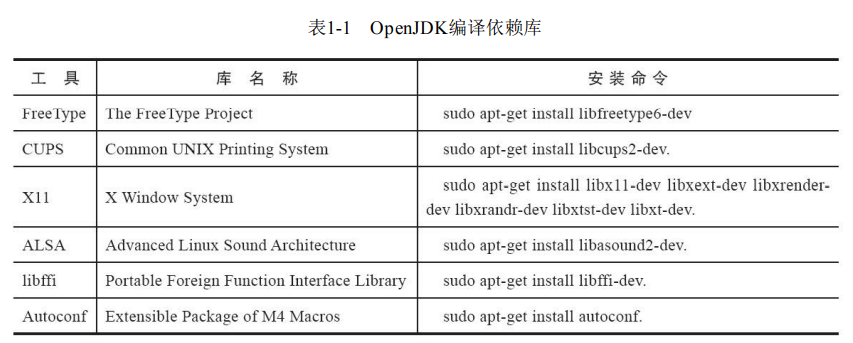 表1-1 OpenJDK编译依赖库
工 具 库 名 称 安 装 命 令
FreeType The FreeType Project sudo apt-get install libfreetype6-dev
CUPS Common UNIX Printing System sudo apt-get install libcups2-dev.
X11 X Window System sudo apt-get install libx11-dev libxext-dev libxrender-
dev libxrandr-dev libxtst-dev libxt-dev.
ALSA Advanced Linux Sound Architecture sudo apt-get install libasound2-dev.
libffi Portable Foreign Function Interface Library sudo apt-get install libffi-dev.
Autoconf Extensible Package of M4 Macros sudo apt-get install autoconf.